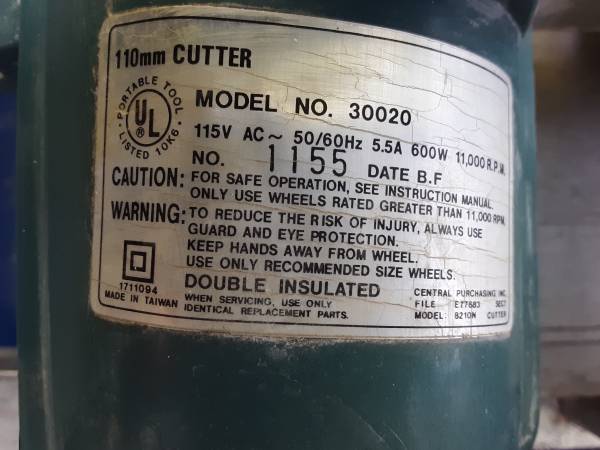 110mm CUTTER
PORTABLE TOOL
UL
LISTED 10K6
MODEL NO. 30020
115V AC~ 50/60Hz 5.5A 600W 11,000 R.P.M.
NO. 1155 DATE B.F
CAUTION: FOR SAFE OPERATION, SEE INSTRUCTION MANUAL.
ONLY USE WHEELS RATED GREATER THAN 11,000 RPM.
WARNING: TO REDUCE THE RISK OF INJURY, ALWAYS USE
GUARD AND EYE PROTECTION.
KEEP HANDS AWAY FROM WHEEL.
USE ONLY RECOMMENDED SIZE WHEELS.
1711094
MADE IN TAIWAN
DOUBLE INSULATED
WHEN SERVICING, USE ONLY
IDENTICAL REPLACEMENT PARTS.
CENTRAL PURCHASING INC.
FILE E77683 SECT
MODEL: 8210N CUTTER